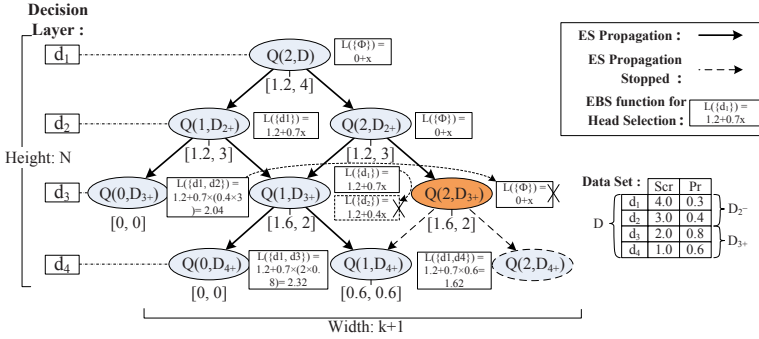 Decision
Layer :
d1
Q(2,D)
L({Φ}) =
0+x
[1.2, 4]
d2
Q(1,D2+)
L({d1}) =
1.2+0.7x
[1.2, 3]
Q(2,D2+)
L({Φ}) =
0+x
[1.2, 3]
Height: N
d3
Q(0,D3+)
L({d1, d2}) =
1.2+0.7×(0.4×3
)= 2.04
[0, 0]
Q(1,D3+)
L({d1}) =
1.2+0.7x
L({d2}) =
1.2+0.4x
[1.6, 2]
Q(2,D3+)
L({Φ}) =
0+x
[1.6, 2]
d4
Q(0,D4+)
L({d1, d3}) =
1.2+0.7×(2×0.
8)= 2.32
[0, 0]
Q(1,D4+)
L({d1,d4}) =
1.2+0.7×0.6=
1.62
[0.6, 0.6]
Q(2,D4+)
Width: k+1
ES Propagation :
ES Propagation
Stopped :
EBS function for
Head Selection :
L({d1}) =
1.2+0.7x
Data Set :
Scr Pr
d1 4.0 0.3
d2 3.0 0.4
d3 2.0 0.8
d4 1.0 0.6
D
D2−
D3+